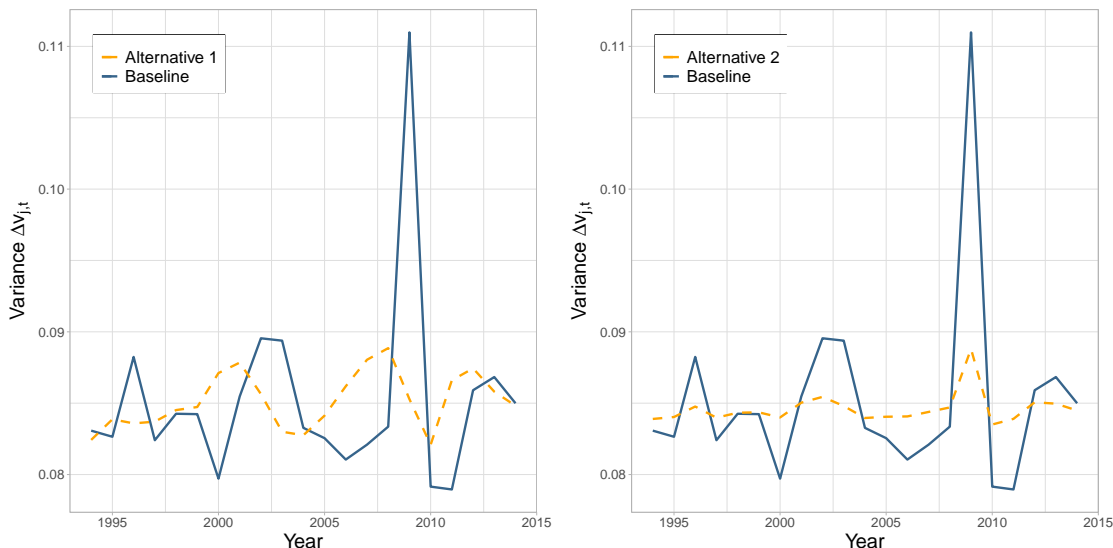 Variance Δv_{j,t}
0.11
0.10
0.09
0.08
Alternative 1
Baseline
1995
2000
2005
2010
2015
Year
Variance Δv_{j,t}
0.11
0.10
0.09
0.08
Alternative 2
Baseline
1995
2000
2005
2010
2015
Year